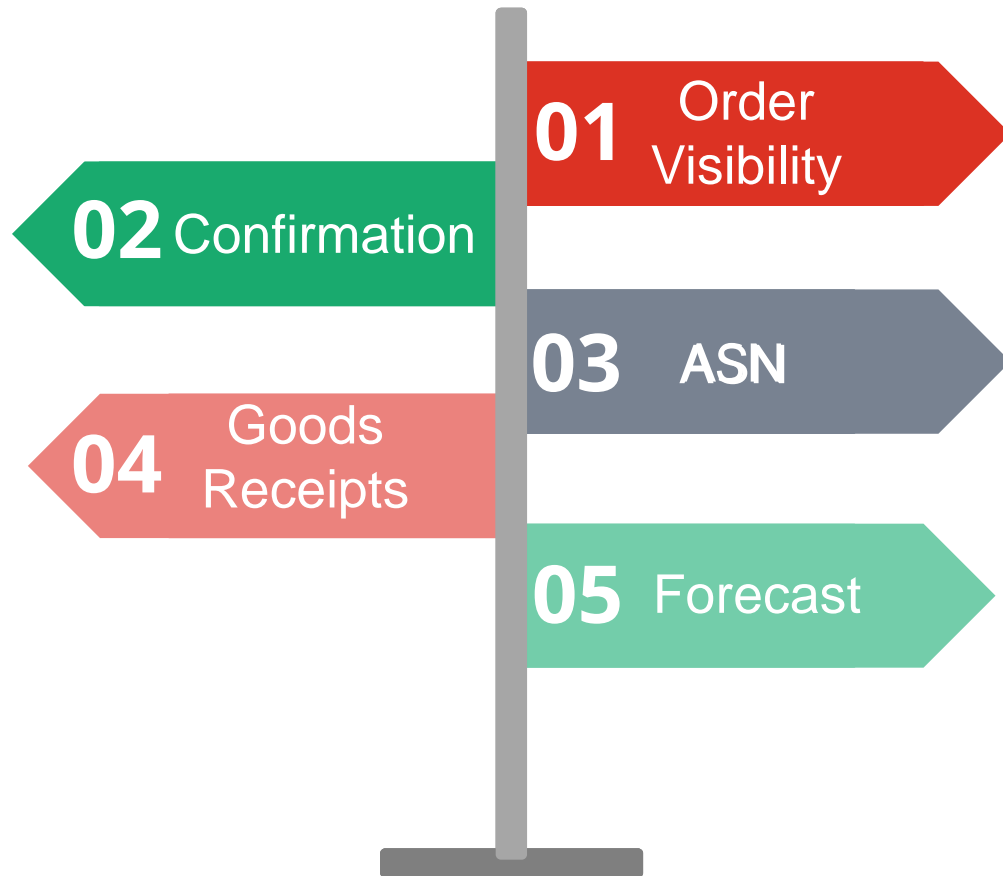 01 Order
Visibility
02 Confirmation
03 ASN
04 Goods
Receipts
05 Forecast